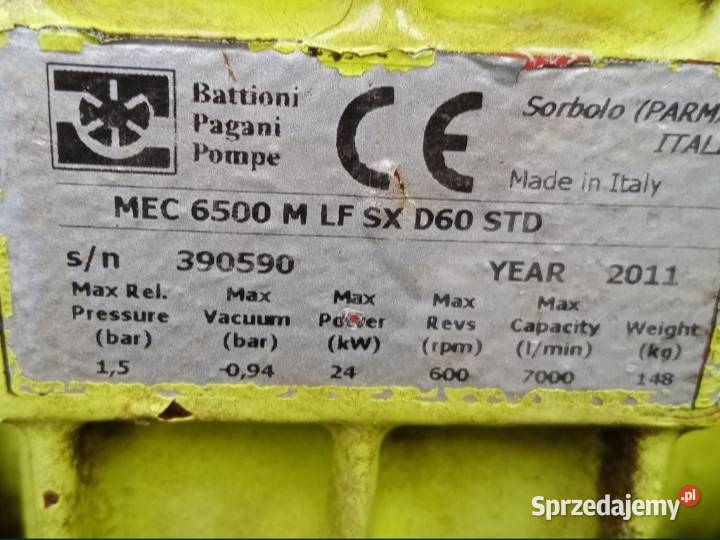 Battioni
Pagani
Pompe
CE
Sorbolo (PARMA
ITAL
Made in Italy
MEC 6500 M LF SX D60 STD
s/n 390590 YEAR 2011
Max Rel. Pressure (bar) Max Vacuum (bar) Max Power (kW) Max Revs (rpm) Max Capacity (l/min) Weight (kg)
1,5 -0,94 24 600 7000 148
Sprzedajemy.pl